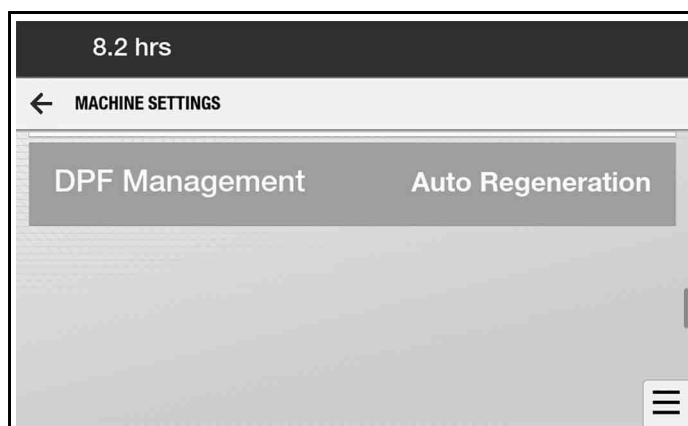 8.2 hrs
MACHINE SETTINGS
DPF Management Auto Regeneration